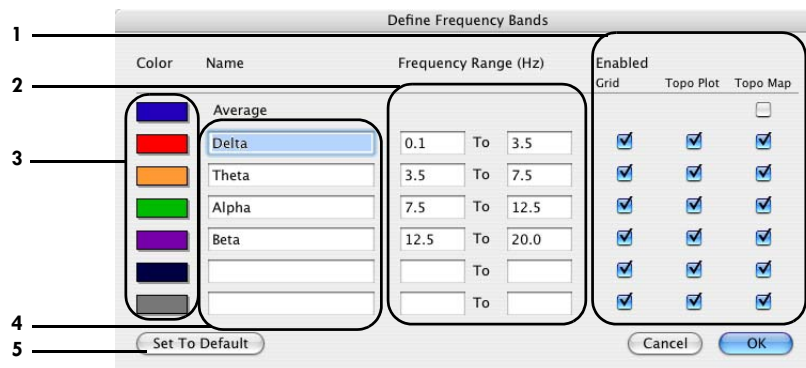 Define Frequency Bands
1
Color Name Frequency Range (Hz) Enabled
Grid Topo Plot Topo Map
2
Average
Delta 0.1 To 3.5
3
Theta 3.5 To 7.5
Alpha 7.5 To 12.5
Beta 12.5 To 20.0
To
To
4
5
Set To Default Cancel OK